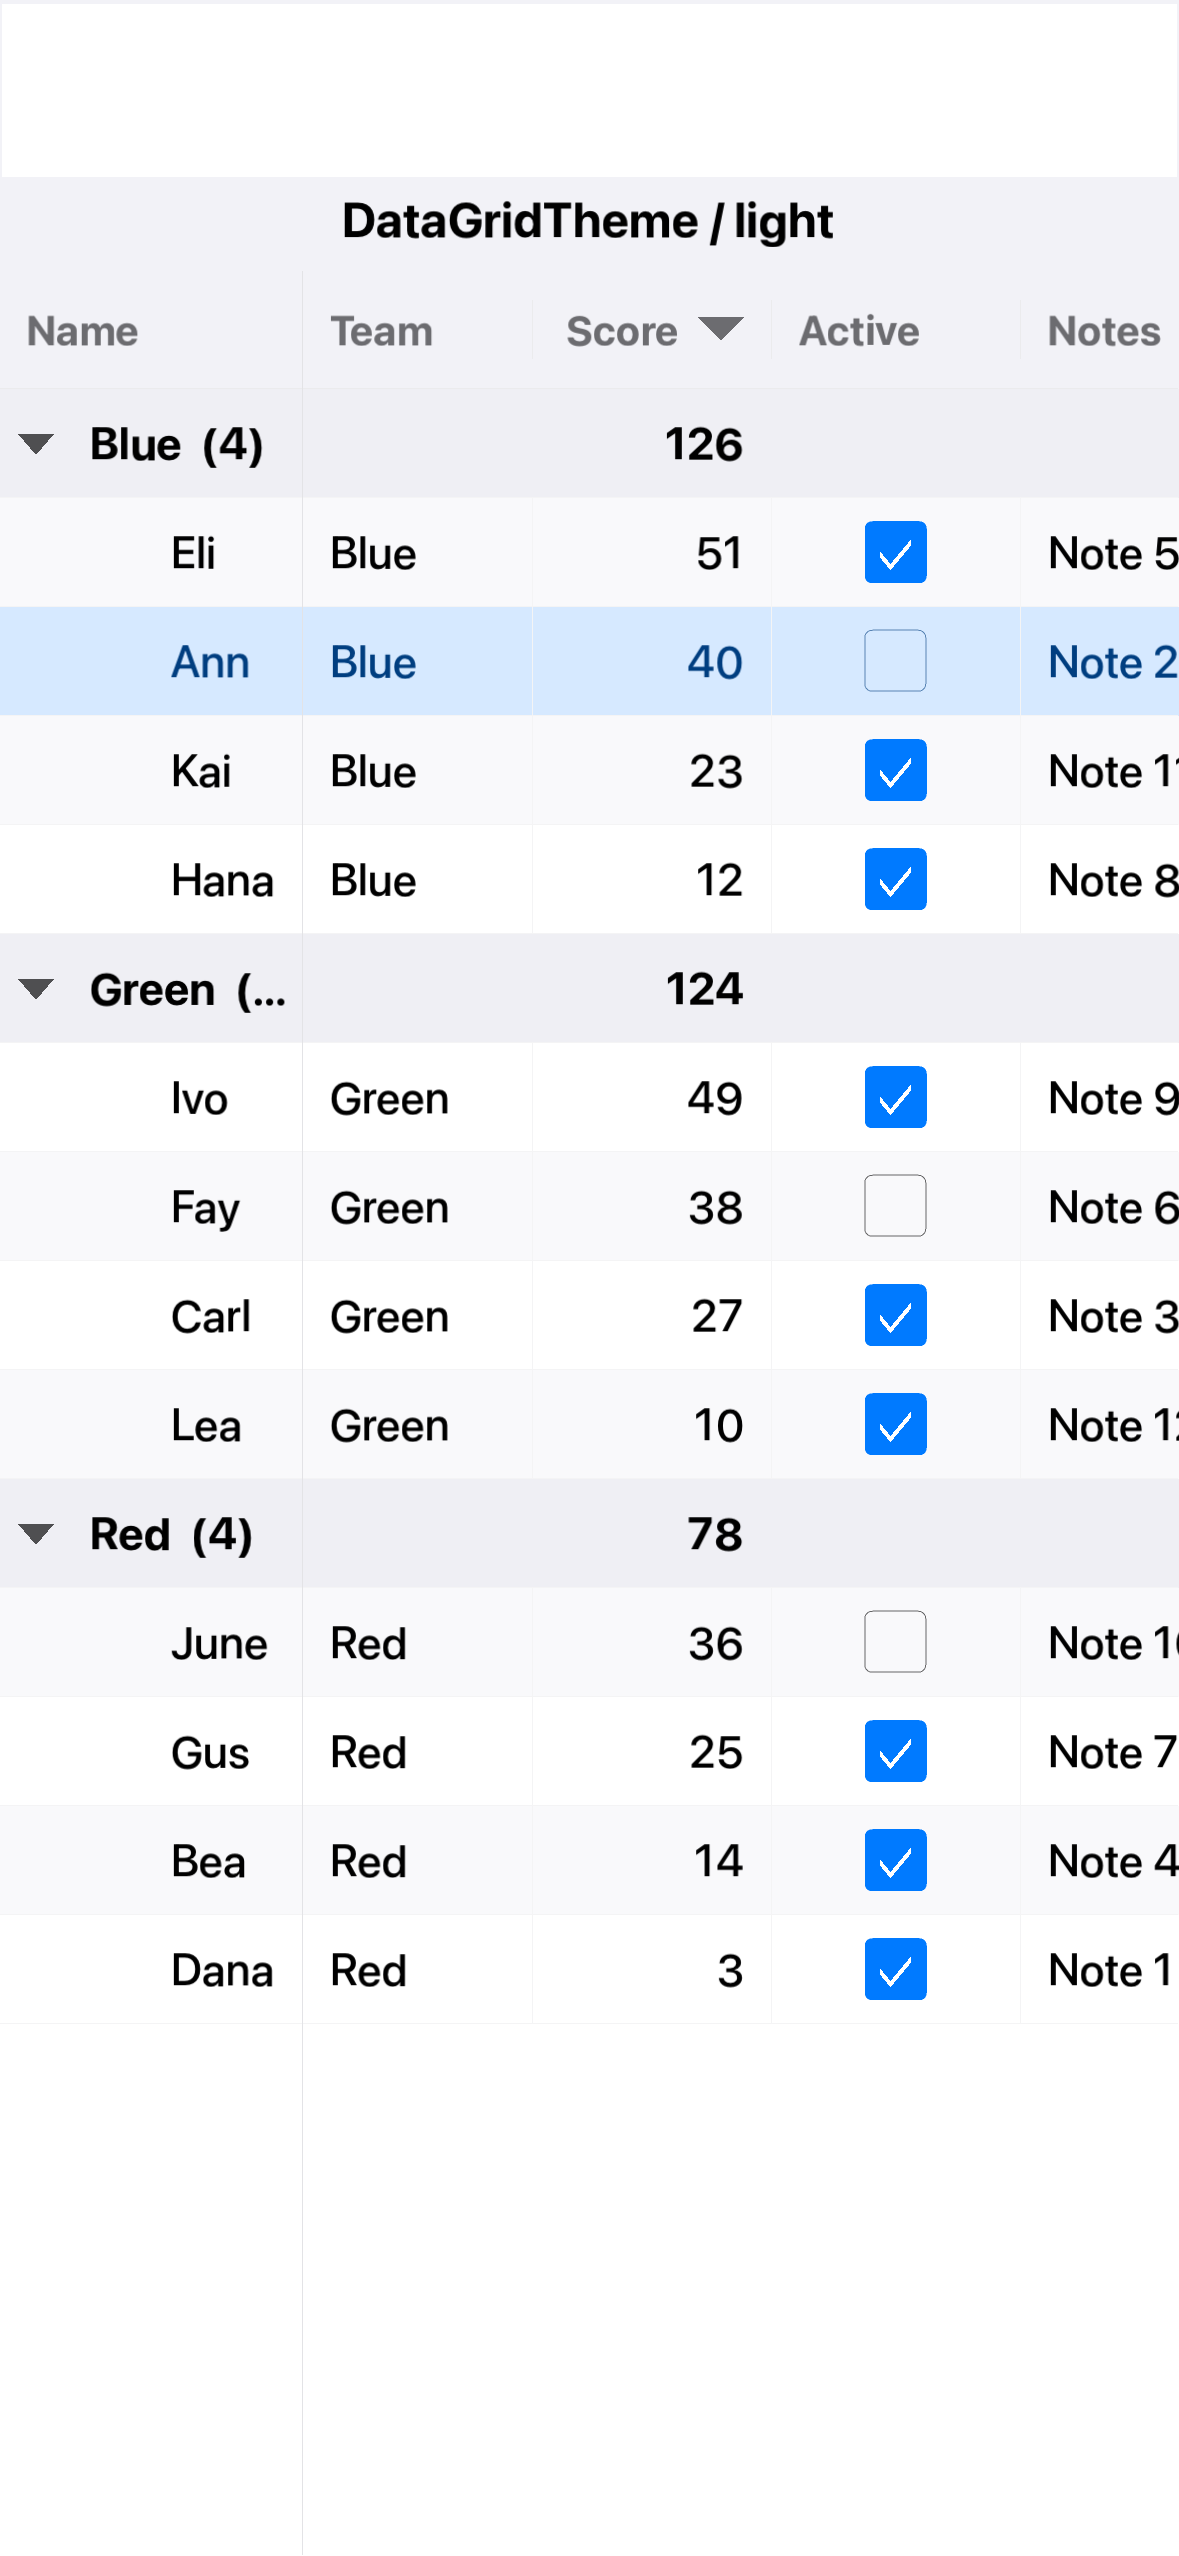 DataGridTheme / light
Name Team Score Active Notes
Blue (4) 126
Eli Blue 51 Note 5
Ann Blue 40 Note 2
Kai Blue 23 Note 11
Hana Blue 12 Note 8
Green (... 124
Ivo Green 49 Note 9
Fay Green 38 Note 6
Carl Green 27 Note 3
Lea Green 10 Note 12
Red (4) 78
June Red 36 Note 10
Gus Red 25 Note 7
Bea Red 14 Note 4
Dana Red 3 Note 1